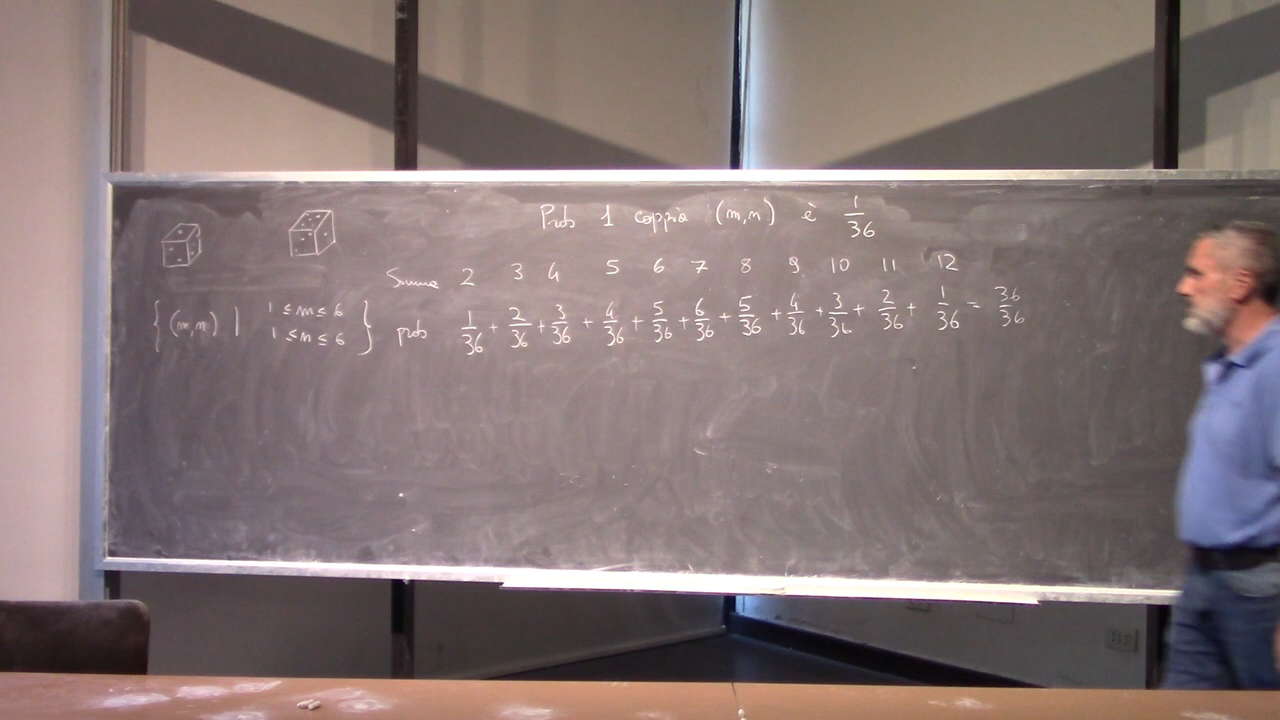 Prob 1 coppia (m,n) è 1/36
Somma 2 3 4 5 6 7 8 9 10 11 12
{(m,n) | 1 ≤ m ≤ 6 1 ≤ n ≤ 6}
prob 1/36 + 2/36 + 3/36 + 4/36 + 5/36 + 6/36 + 5/36 + 4/36 + 3/36 + 2/36 + 1/36 = 36/36